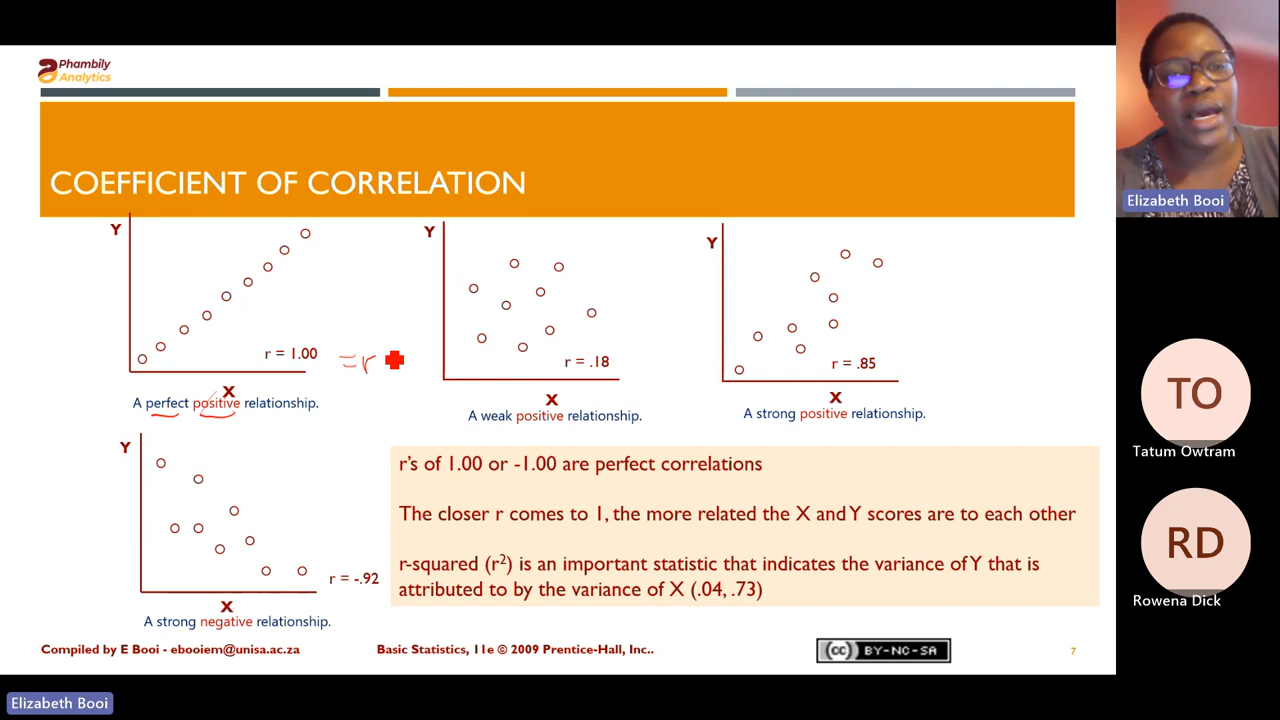 Phambily
Analytics
COEFFICIENT OF CORRELATION
Y
r = 1.00
X
A perfect positive relationship.
= r
Y
r = .18
X
A weak positive relationship.
Y
r = .85
X
A strong positive relationship.
Y
r = -.92
X
A strong negative relationship.
r's of 1.00 or -1.00 are perfect correlations
The closer r comes to 1, the more related the X and Y scores are to each other
r-squared (r²) is an important statistic that indicates the variance of Y that is
attributed to by the variance of X (.04, .73)
Compiled by E Booi - ebooiem@unisa.ac.za
Basic Statistics, 11e © 2009 Prentice-Hall, Inc..
cc BY-NC-SA
7
Elizabeth Booi
TO
Tatum Owtram
RD
Rowena Dick
Elizabeth Booi